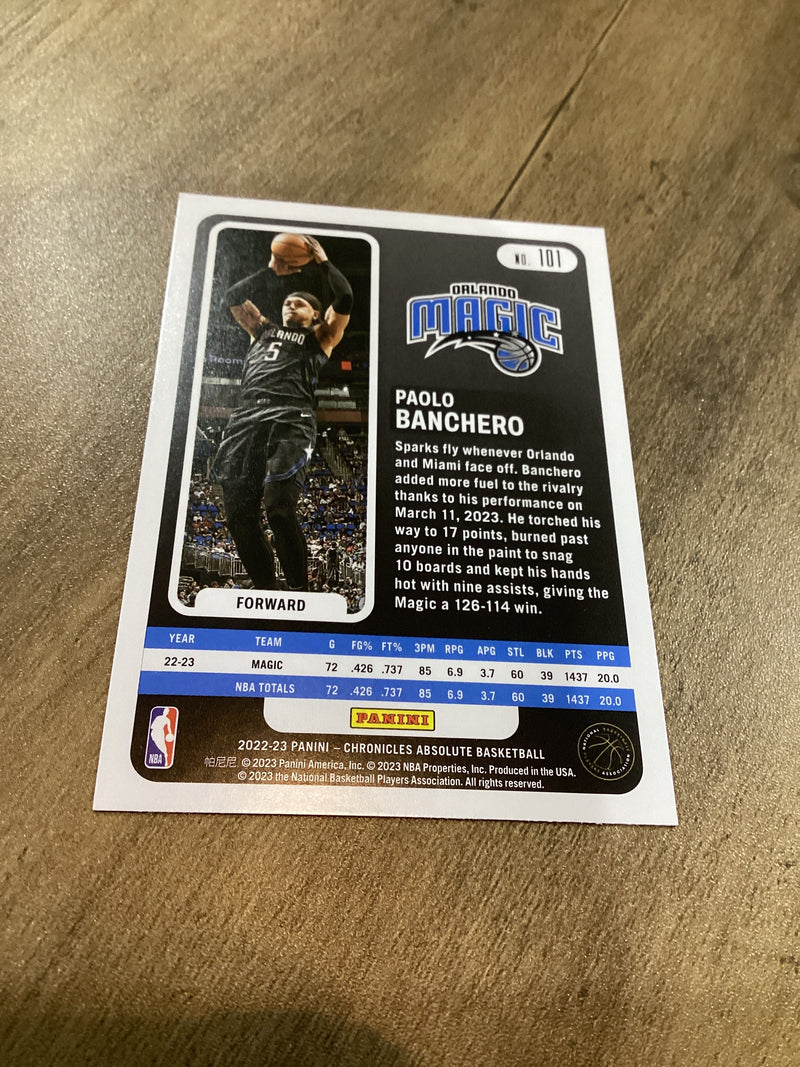 NO. 101
ORLANDO
MAGIC
ORLANDO
5
PAOLO
BANCHERO
Sparks fly whenever Orlando
and Miami face off. Banchero
added more fuel to the rivalry
thanks to his performance on
March 11, 2023. He torched his
way to 17 points, burned past
anyone in the paint to snag
10 boards and kept his hands
hot with nine assists, giving the
Magic a 126-114 win.
FORWARD
YEAR TEAM G FG% FT% 3PM RPG APG STL BLK PTS PPG
22-23 MAGIC 72 .426 .737 85 6.9 3.7 60 39 1437 20.0
NBA TOTALS 72 .426 .737 85 6.9 3.7 60 39 1437 20.0
PANINI
NBA
2022-23 PANINI – CHRONICLES ABSOLUTE BASKETBALL
帕尼尼 © 2023 Panini America, Inc. © 2023 NBA Properties, Inc. Produced in the USA.
© 2023 the National Basketball Players Association. All rights reserved.
NATIONAL BASKETBALL PLAYERS ASSOCIATION